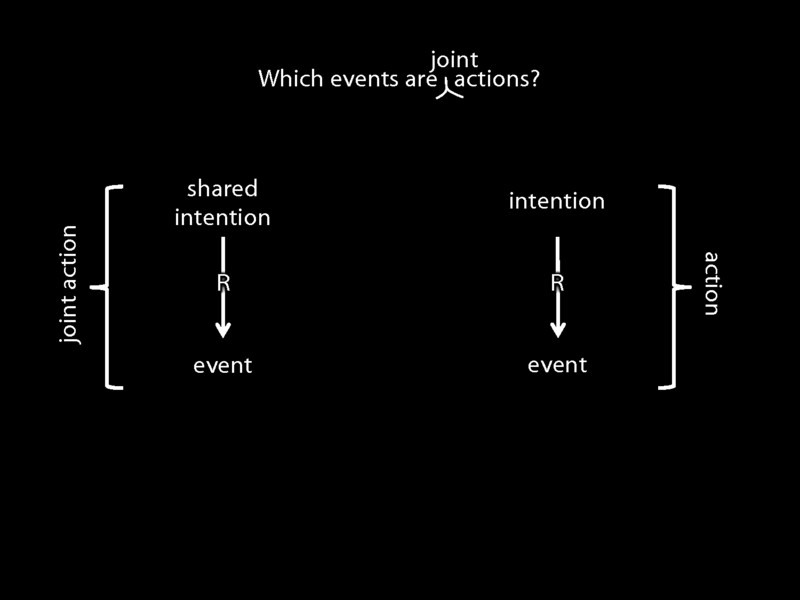 joint
Which events are actions?
joint action
shared
intention
R
event
intention
R
event
action